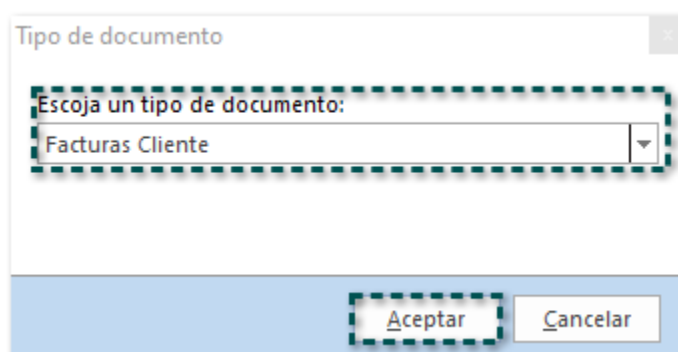 Tipo de documento
x
Escoja un tipo de documento:
Facturas Cliente
Aceptar
Cancelar